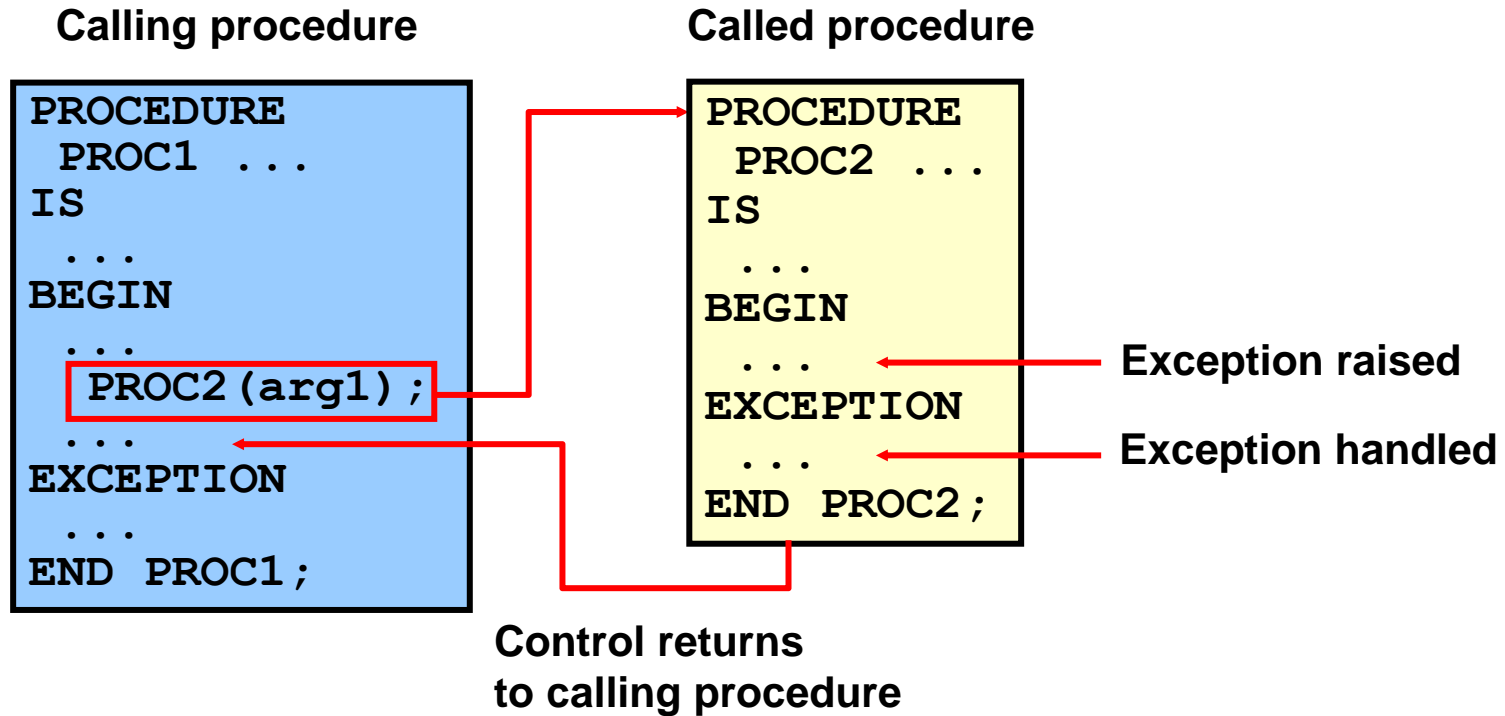 Calling procedure
PROCEDURE
PROC1 ...
IS
...
BEGIN
...
PROC2(arg1);
...
EXCEPTION
...
END PROC1;
Called procedure
PROCEDURE
PROC2 ...
IS
...
BEGIN
...
EXCEPTION
...
END PROC2;
Exception raised
Exception handled
Control returns
to calling procedure